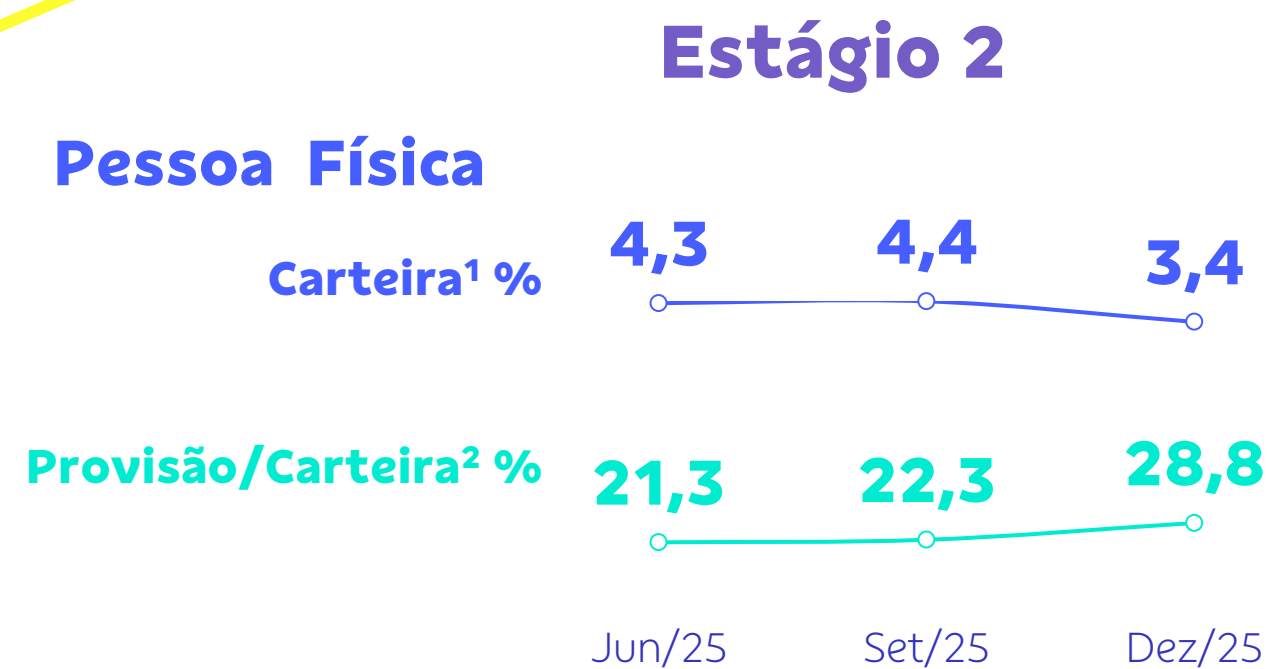 Estágio 2
Pessoa Física
Carteira¹ % 4,3 4,4 3,4
Provisão/Carteira² % 21,3 22,3 28,8
Jun/25 Set/25 Dez/25